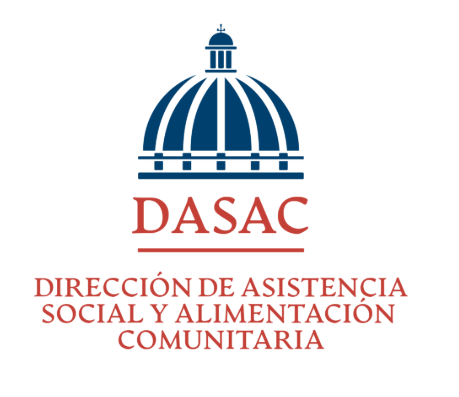 DASAC
DIRECCIÓN DE ASISTENCIA
SOCIAL Y ALIMENTACIÓN
COMUNITARIA